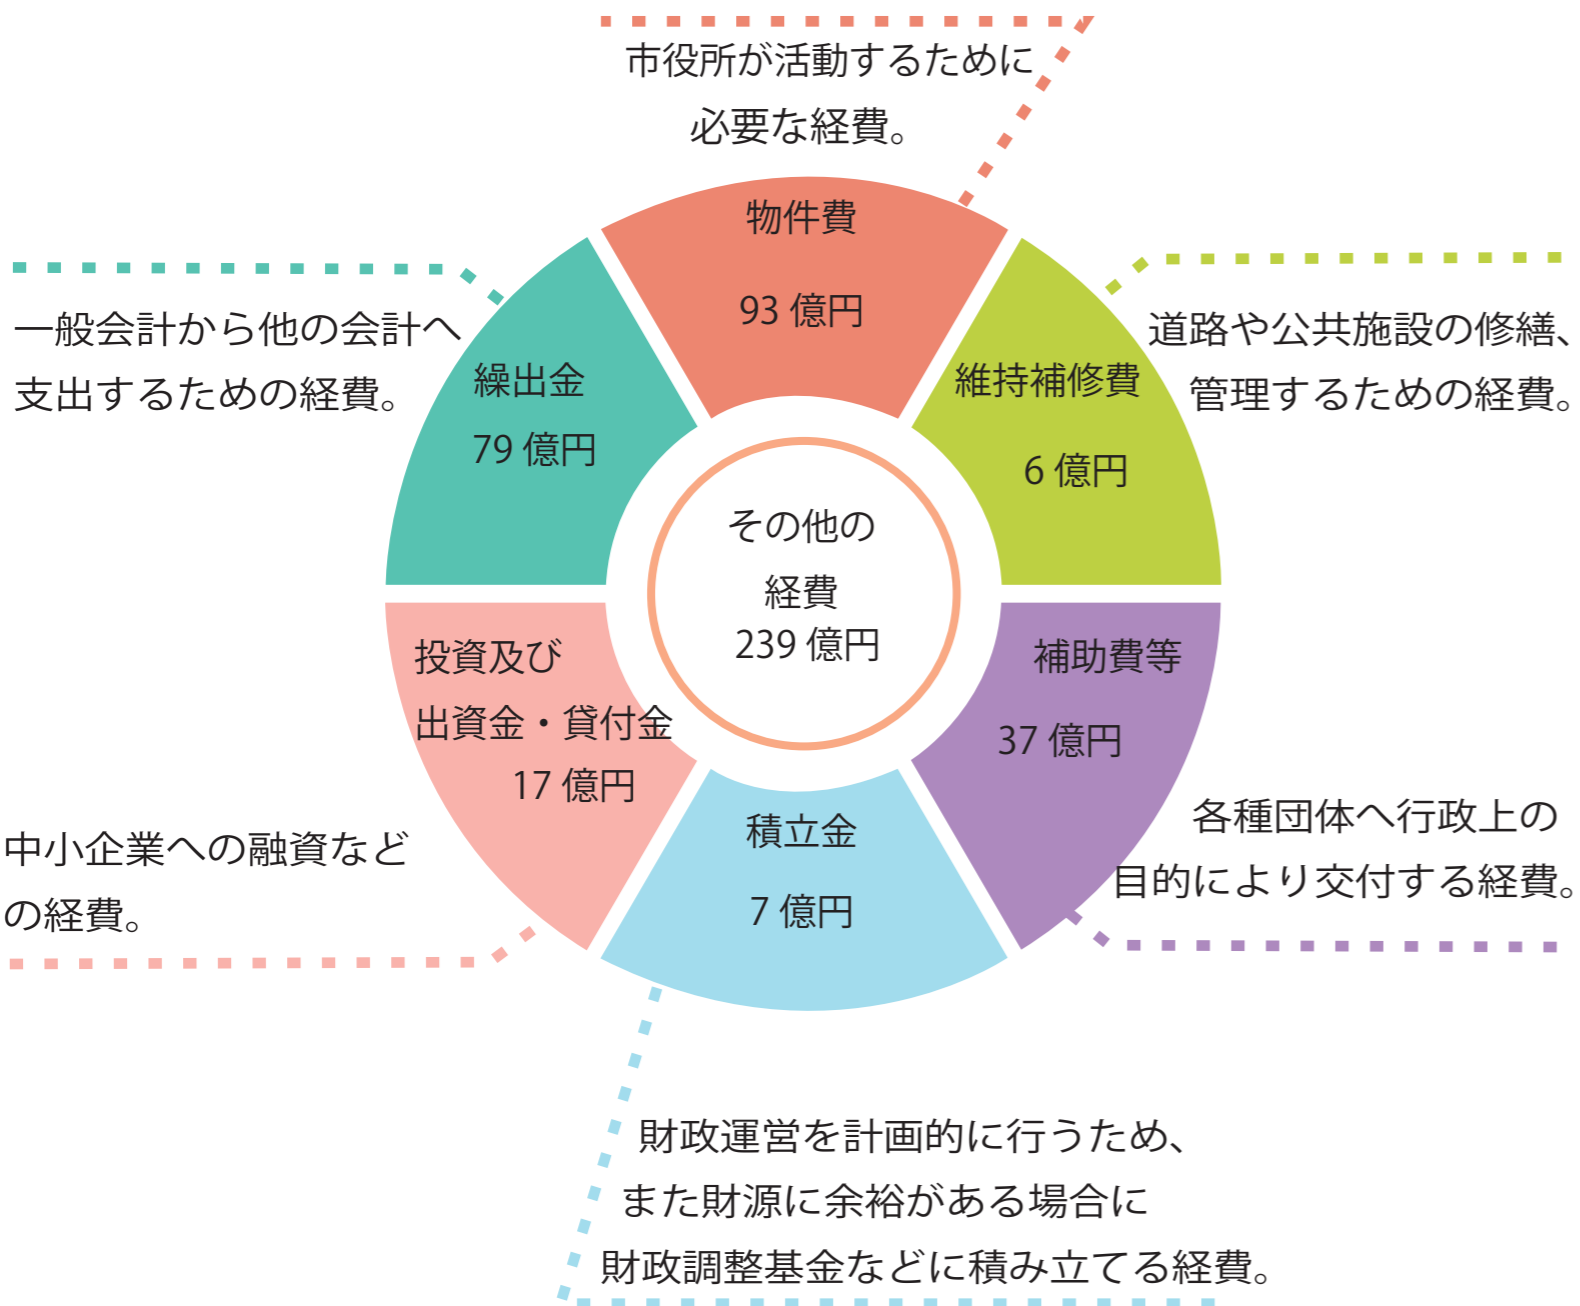 市役所が活動するために
必要な経費。
物件費
93 億円
一般会計から他の会計へ
支出するための経費。
繰出金
79 億円
道路や公共施設の修繕、
管理するための経費。
維持補修費
6 億円
その他の
経費
239 億円
投資及び
出資金・貸付金
17 億円
補助費等
37 億円
中小企業への融資など
の経費。
積立金
7 億円
各種団体へ行政上の
目的により交付する経費。
財政運営を計画的に行うため、
また財源に余裕がある場合に
財政調整基金などに積み立てる経費。